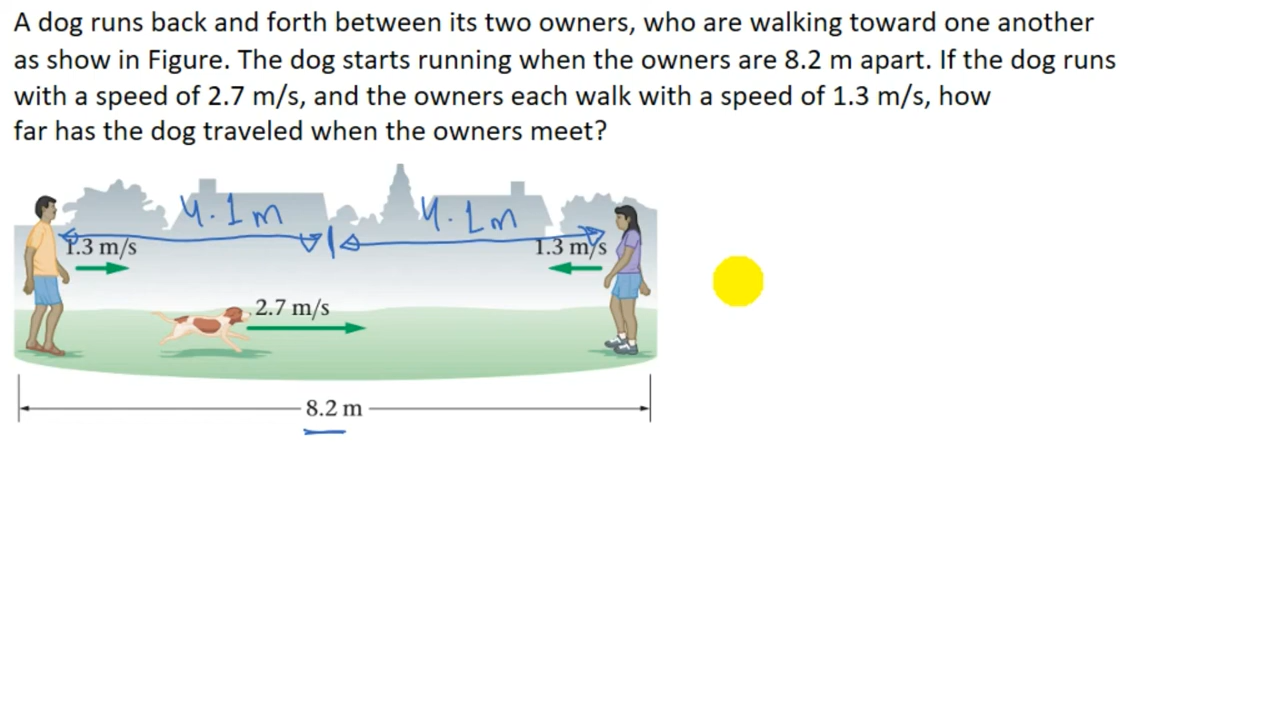 A dog runs back and forth between its two owners, who are walking toward one another
as show in Figure. The dog starts running when the owners are 8.2 m apart. If the dog runs
with a speed of 2.7 m/s, and the owners each walk with a speed of 1.3 m/s, how
far has the dog traveled when the owners meet?
4.1m 4.1m
1.3 m/s 1.3 m/s
2.7 m/s
8.2 m